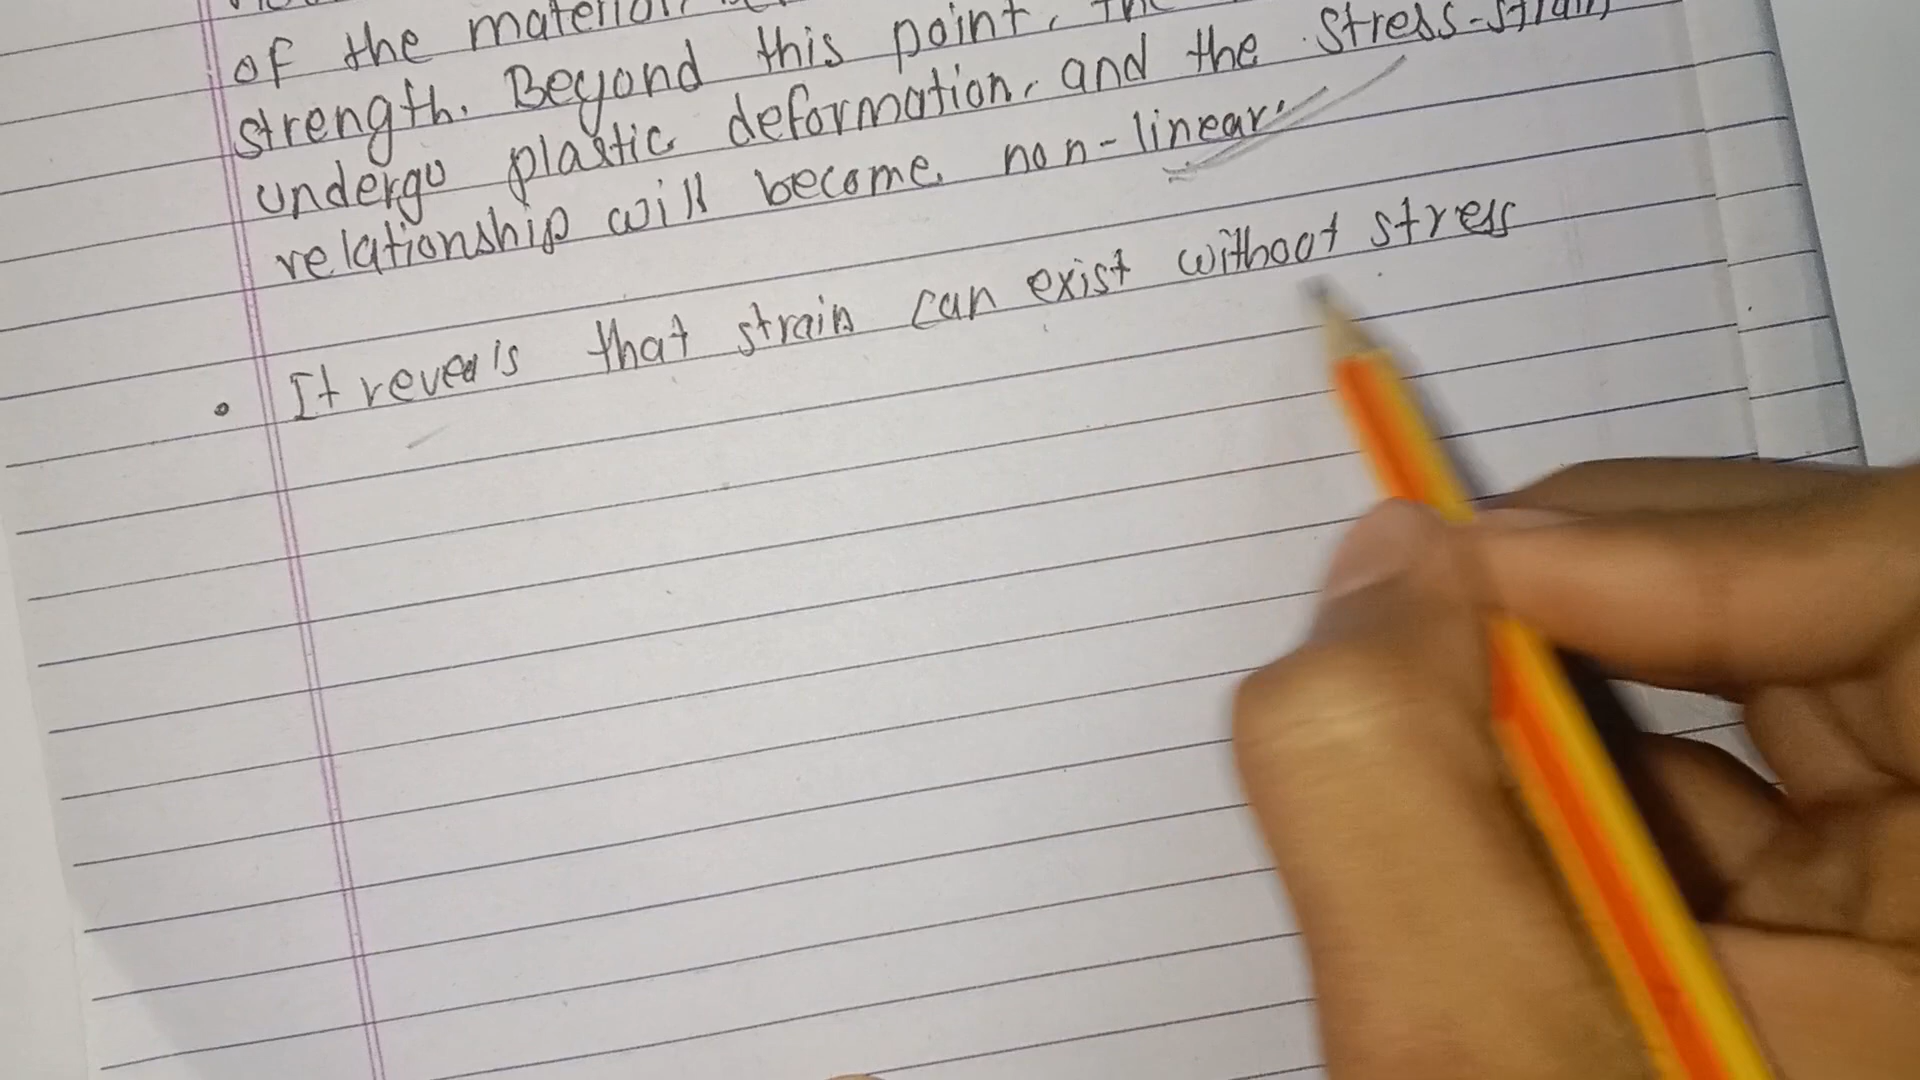 of the material
strength. Beyond this point, the
undergo plastic deformation, and the stress-strain
relationship will become non-linear.
• It reveals that strain can exist without stress